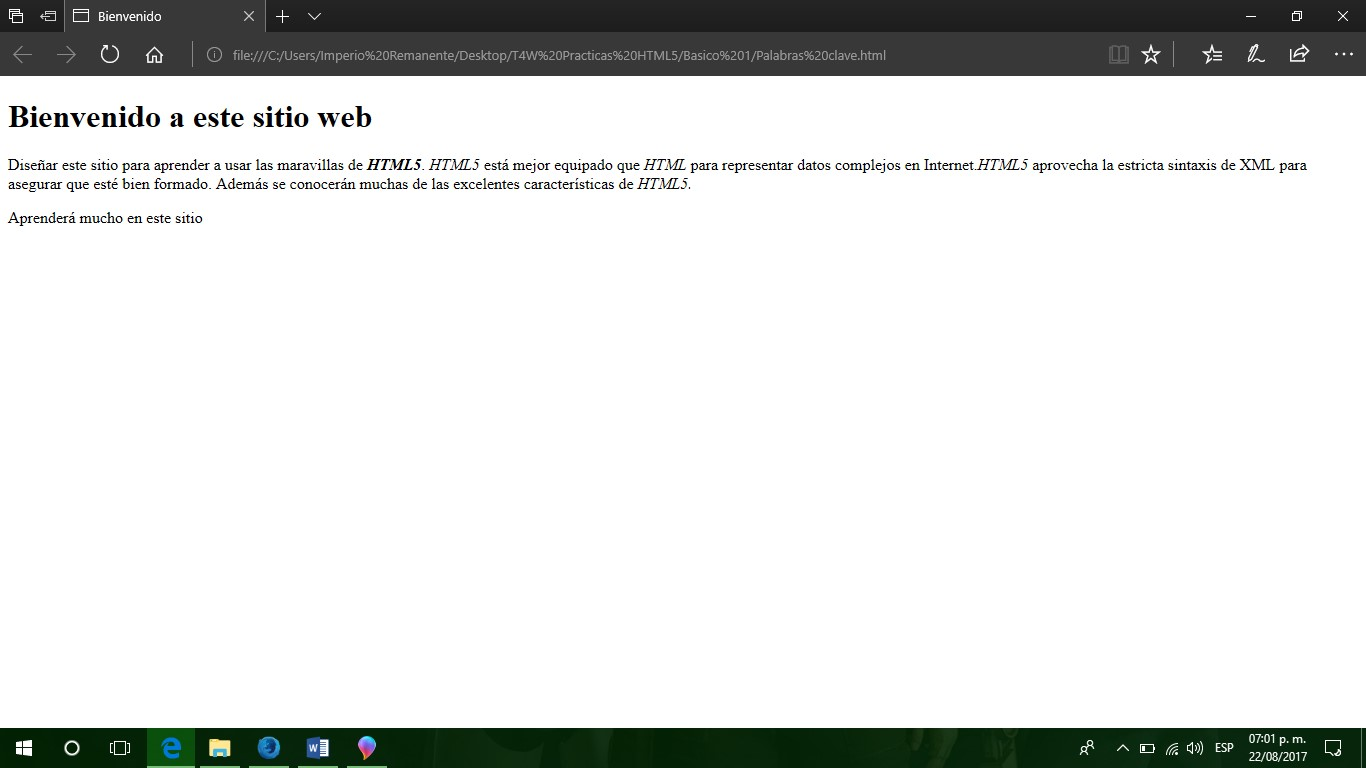 Bienvenido
file:///C:/Users/Imperio%20Remanente/Desktop/T4W%20Practicas%20HTML5/Basico%201/Palabras%20clave.html
Bienvenido a este sitio web
Diseñar este sitio para aprender a usar las maravillas de HTML5. HTML5 está mejor equipado que HTML para representar datos complejos en Internet.HTML5 aprovecha la estricta sintaxis de XML para
asegurar que esté bien formado. Además se conocerán muchas de las excelentes características de HTML5.
Aprenderá mucho en este sitio
ESP
07:01 p. m.
22/08/2017